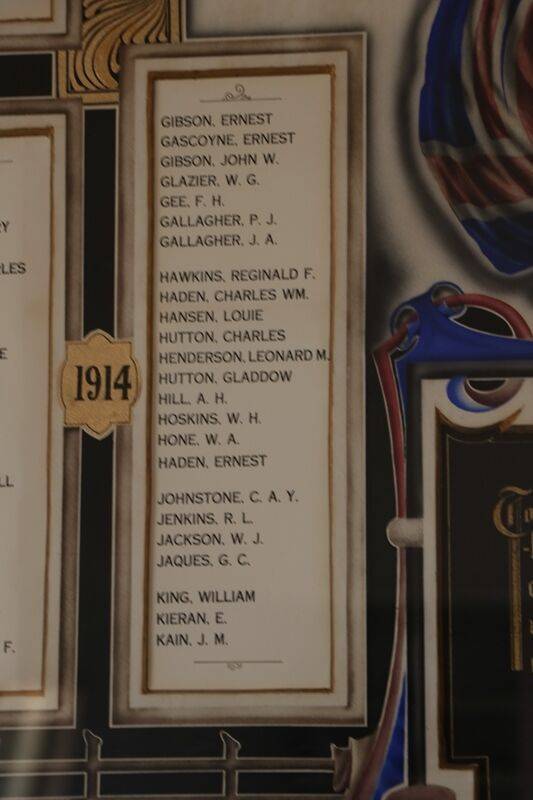 GIBSON, ERNEST
GASCOYNE, ERNEST
GIBSON, JOHN W.
GLAZIER, W. G.
GEE, F. H.
GALLAGHER, P. J.
GALLAGHER, J. A.
HAWKINS, REGINALD F.
HADEN, CHARLES WM.
HANSEN, LOUIE
HUTTON, CHARLES
HENDERSON, LEONARD M.
HUTTON, GLADDOW
HILL, A. H.
HOSKINS, W. H.
HONE, W. A.
HADEN, ERNEST
JOHNSTONE, C. A. Y.
JENKINS, R. L.
JACKSON, W. J.
JAQUES, G. C.
KING, WILLIAM
KIERAN, E.
KAIN, J. M.
1914
F.